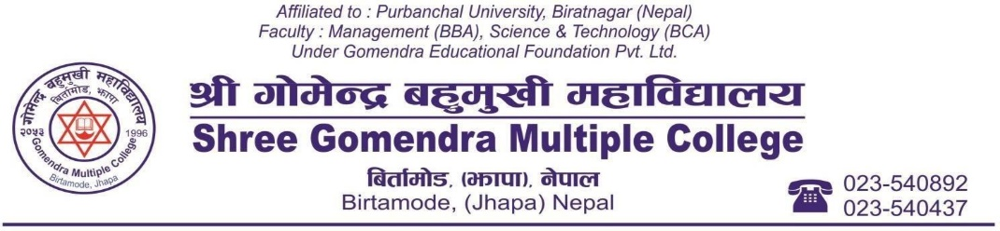 Affiliated to : Purbanchal University, Biratnagar (Nepal)
Faculty : Management (BBA), Science & Technology (BCA)
Under Gomendra Educational Foundation Pvt. Ltd.
गोमेन्द्र बहुमुखी महाविद्यालय
बिर्तामोड, झापा
२०५३ 1996
Gomendra Multiple College
Birtamode, Jhapa
श्री गोमेन्द्र बहुमुखी महाविद्यालय
Shree Gomendra Multiple College
बिर्तामोड, (झापा), नेपाल
Birtamode, (Jhapa) Nepal
023-540892
023-540437